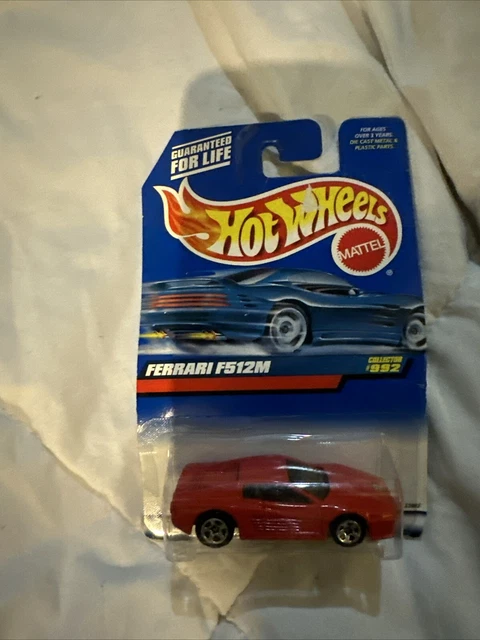 GUARANTEED
FOR LIFE
FOR AGES
OVER 3 YEARS.
DIE CAST METAL &
PLASTIC PARTS.
HOT WHEELS
MATTEL
®
FERRARI F512M
COLLECTOR
#992